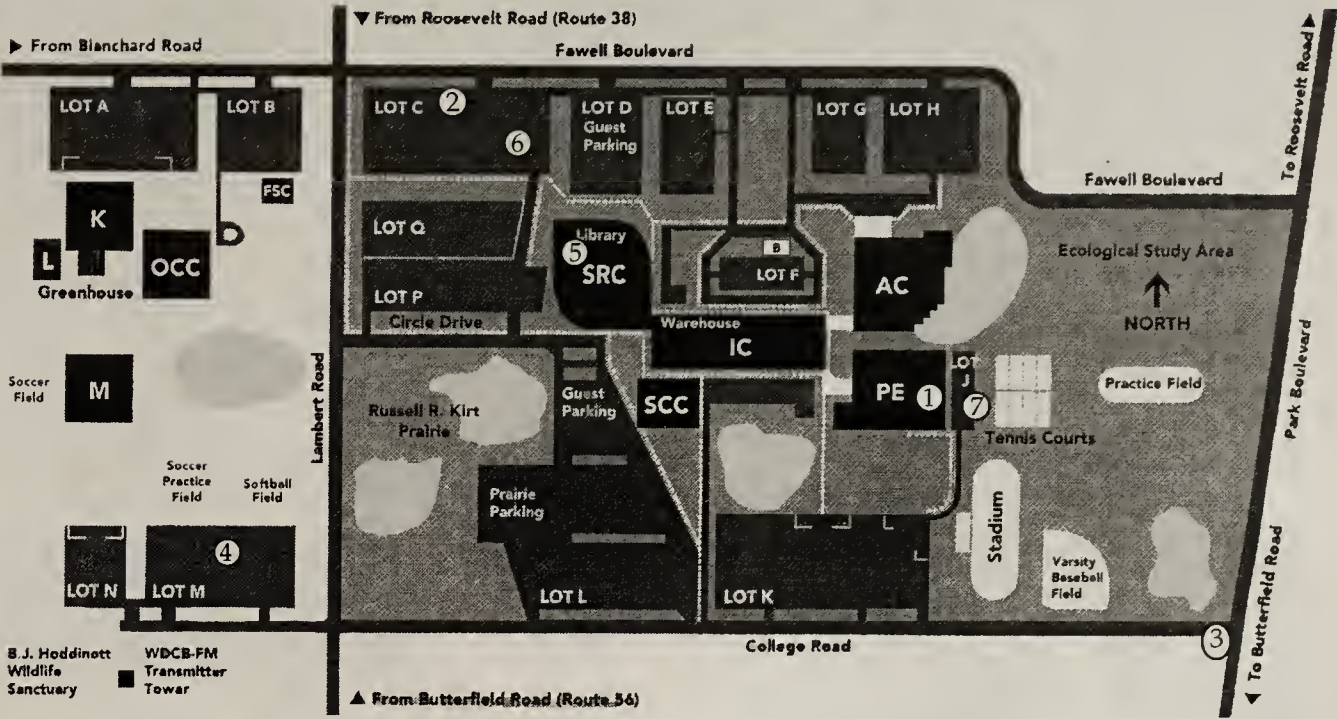 ▼ From Roosevelt Road (Route 38)
▶ From Blanchard Road
Fawell Boulevard
To Roosevelt Road ▶
LOT A
LOT B
LOT C
2
6
LOT D
Guest
Parking
LOT E
LOT G
LOT H
FSC
K
L
OCC
Greenhouse
Fawell Boulevard
LOT Q
LOT P
Circle Drive
Library
5
SRC
B
LOT F
AC
Ecological Study Area
NORTH
Warehouse
IC
Soccer
Field
M
Lambert Road
Russell R. Kirt
Prairie
Guest
Parking
SCC
PE
1
LOT
J
7
Tennis Courts
Practice Field
Park Boulevard
Soccer
Practice
Field
Softball
Field
Prairie
Parking
Stadium
Varsity
Baseball
Field
LOT N
4
LOT M
LOT L
LOT K
College Road
3
To Butterfield Road
B.J. Hoddinott
Wildlife
Sanctuary
WDCB-FM
Transmitter
Towar
▲ From Butterfield Road (Route 56)